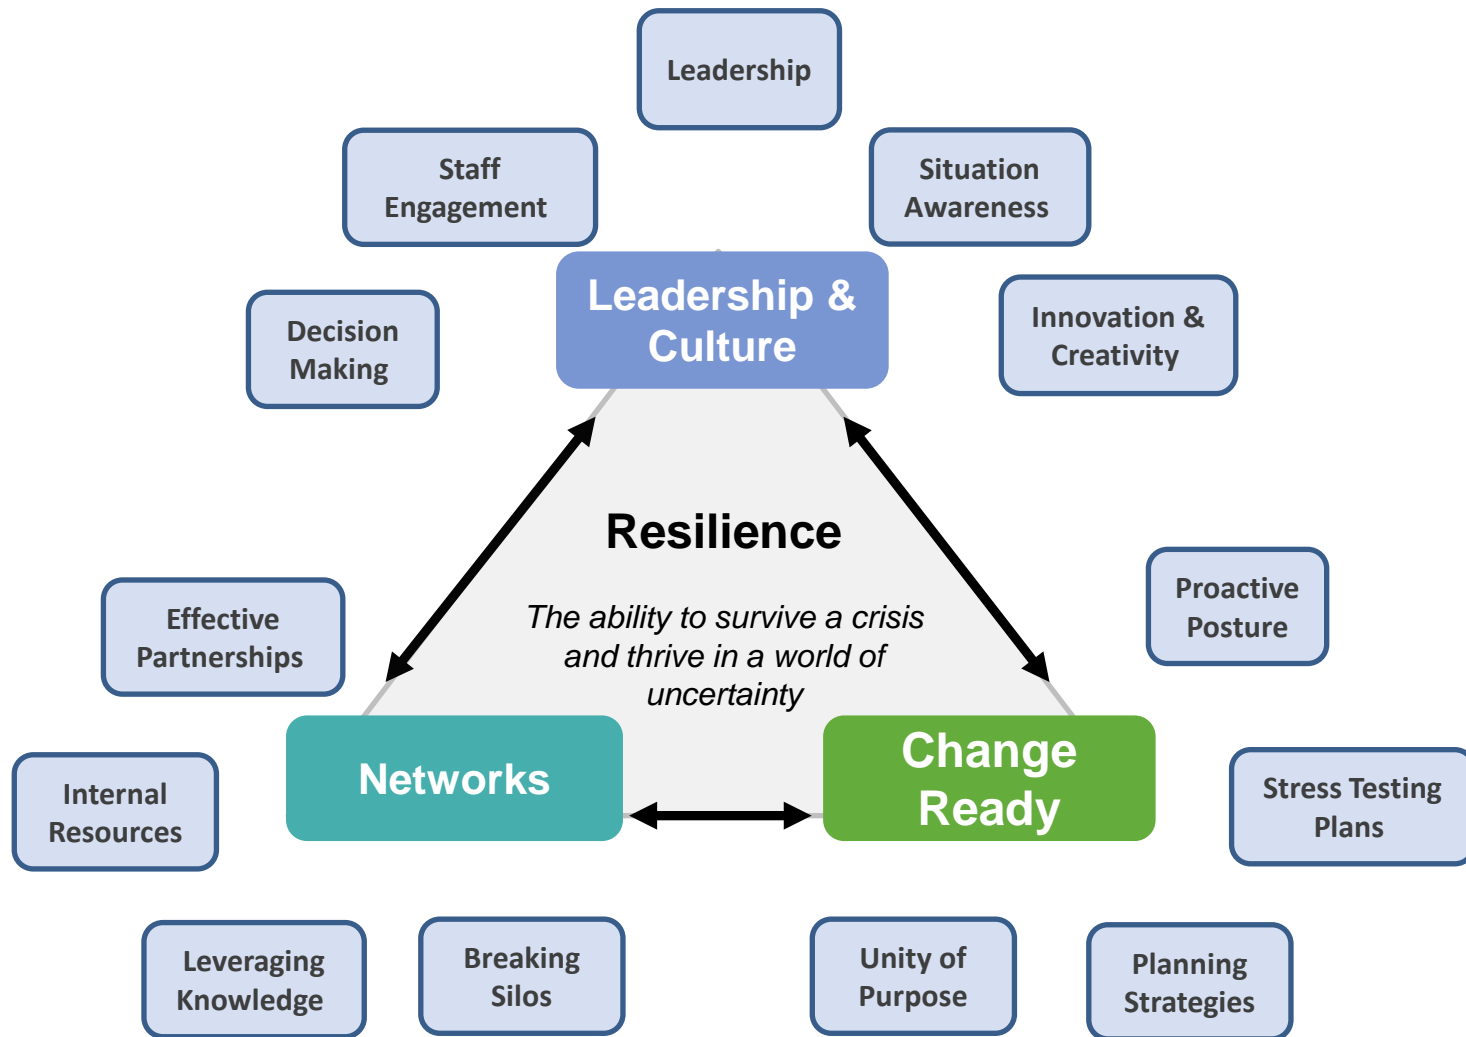 Leadership
Staff
Engagement
Situation
Awareness
Leadership &
Culture
Decision
Making
Innovation &
Creativity
Resilience
The ability to survive a crisis
and thrive in a world of
uncertainty
Effective
Partnerships
Proactive
Posture
Networks
Change
Ready
Internal
Resources
Stress Testing
Plans
Leveraging
Knowledge
Breaking
Silos
Unity of
Purpose
Planning
Strategies